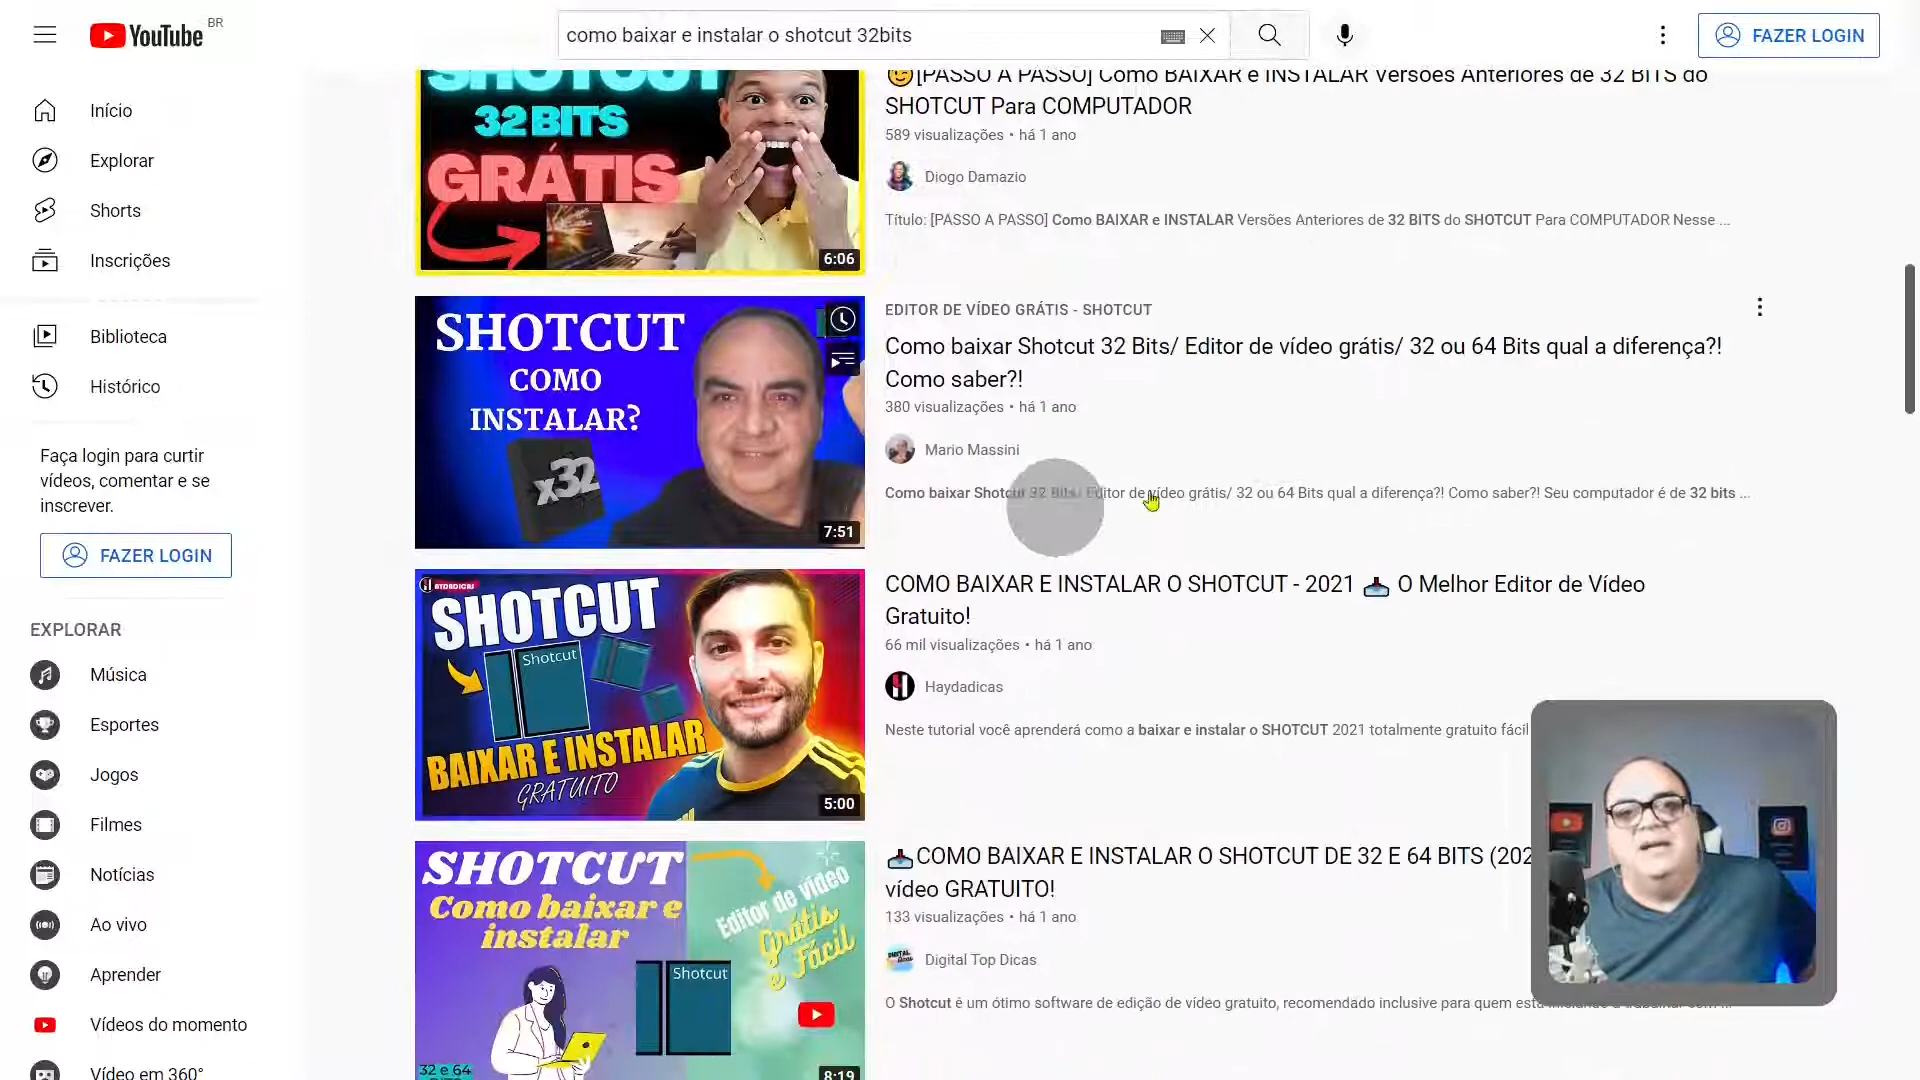 YouTube BR
como baixar e instalar o shotcut 32bits
FAZER LOGIN
Início
Explorar
Shorts
Inscrições
Biblioteca
Histórico
Faça login para curtir
vídeos, comentar e se
inscrever.
FAZER LOGIN
EXPLORAR
Música
Esportes
Jogos
Filmes
Notícias
Ao vivo
Aprender
Vídeos do momento
Vídeo em 360°
SHOTCUT
32 BITS
GRÁTIS
6:06
[PASSO A PASSO] Como BAIXAR e INSTALAR Versões Anteriores de 32 BITS do
SHOTCUT Para COMPUTADOR
589 visualizações • há 1 ano
Diogo Damazio
Título: [PASSO A PASSO] Como BAIXAR e INSTALAR Versões Anteriores de 32 BITS do SHOTCUT Para COMPUTADOR Nesse ...
SHOTCUT
COMO
INSTALAR?
x32
7:51
EDITOR DE VÍDEO GRÁTIS - SHOTCUT
Como baixar Shotcut 32 Bits/ Editor de vídeo grátis/ 32 ou 64 Bits qual a diferença?!
Como saber?!
380 visualizações • há 1 ano
Mario Massini
Como baixar Shotcut 32 Bits/ Editor de vídeo grátis/ 32 ou 64 Bits qual a diferença?! Como saber?! Seu computador é de 32 bits ...
HAYDADICAS
SHOTCUT
Shotcut
BAIXAR E INSTALAR
GRATUITO
5:00
COMO BAIXAR E INSTALAR O SHOTCUT - 2021 O Melhor Editor de Vídeo
Gratuito!
66 mil visualizações • há 1 ano
Haydadicas
Neste tutorial você aprenderá como a baixar e instalar o SHOTCUT 2021 totalmente gratuito fácil
SHOTCUT
Como baixar e
instalar
Editor de vídeo
Grátis
e Fácil
Shotcut
32 e 64
BITS
8:19
COMO BAIXAR E INSTALAR O SHOTCUT DE 32 E 64 BITS (202
vídeo GRATUITO!
133 visualizações • há 1 ano
Digital Top Dicas
O Shotcut é um ótimo software de edição de vídeo gratuito, recomendado inclusive para quem está